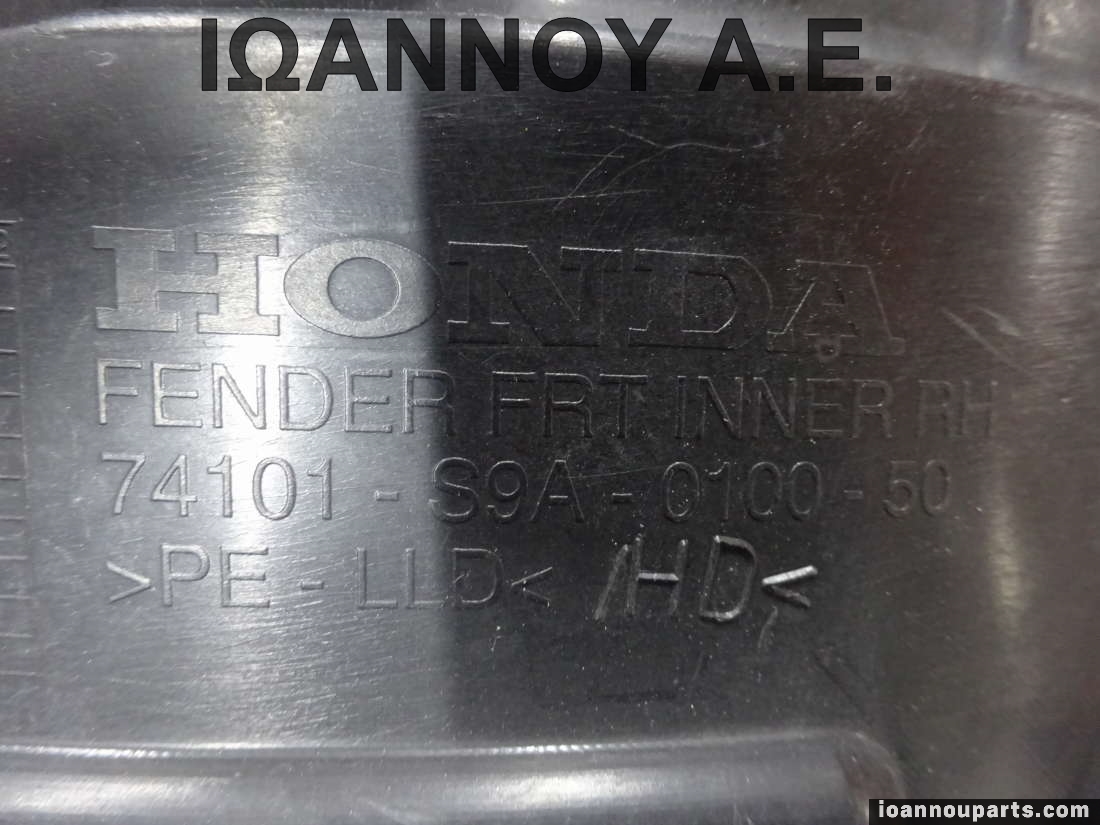 ΙΩΑΝΝΟΥ Α.Ε.
HONDA
FENDER FRT INNER RH
74101 - S9A - 0100 - 50
>PE - LLD< /HD<
ioannouparts.com